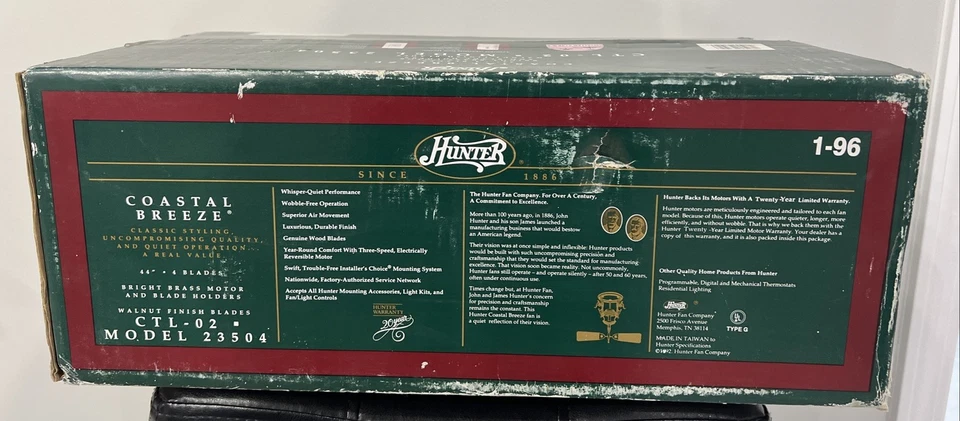 MODEL 23504
HUNTER
1-96
SINCE 1886
COASTAL
BREEZE®
CLASSIC STYLING,
UNCOMPROMISING QUALITY,
AND QUIET OPERATION...
A REAL VALUE.
44" • 4 BLADES
BRIGHT BRASS MOTOR
AND BLADE HOLDERS
WALNUT FINISH BLADES
CTL-02 ▪
MODEL 23504
Whisper-Quiet Performance
Wobble-Free Operation
Superior Air Movement
Luxurious, Durable Finish
Genuine Wood Blades
Year-Round Comfort With Three-Speed, Electrically
Reversible Motor
Swift, Trouble-Free Installer's Choice® Mounting System
Nationwide, Factory-Authorized Service Network
Accepts All Hunter Mounting Accessories, Light Kits, and
Fan/Light Controls
HUNTER
WARRANTY
20 year
The Hunter Fan Company. For Over A Century,
A Commitment to Excellence.
More than 100 years ago, in 1886, John
Hunter and his son James launched a
manufacturing business that would bestow
an American legend.
Their vision was at once simple and inflexible: Hunter products
would be built with such uncompromising precision and
craftsmanship that they would set the standard for manufacturing
excellence. That vision soon became reality. Not uncommonly,
Hunter fans still operate - and operate silently - after 50 and 60 years,
often under continuous use.
Times change but, at Hunter Fan,
John and James Hunter's concern
for precision and craftsmanship
remains the constant. This
Hunter Coastal Breeze fan is
a quiet reflection of their vision.
Hunter Backs Its Motors With A Twenty-Year Limited Warranty.
Hunter motors are meticulously engineered and tailored to each fan
model. Because of this, Hunter motors operate quieter, longer, more
efficiently, and without wobble. That is why we back them with the
Hunter Twenty-Year Limited Motor Warranty. Your dealer has a
copy of this warranty, and it is also packed inside this package.
Other Quality Home Products From Hunter
Programmable, Digital and Mechanical Thermostats
Residential Lighting
Hunter
Hunter Fan Company
2500 Frisco Avenue
Memphis, TN 38114
UL
TYPE G
MADE IN TAIWAN to
Hunter Specifications
©1992, Hunter Fan Company